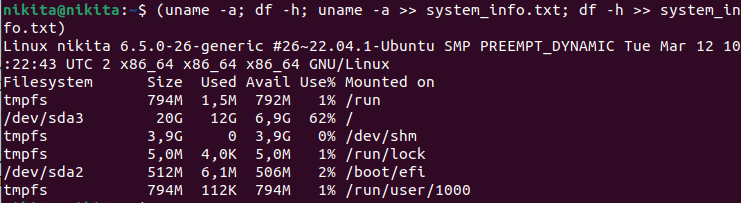 nikita@nikita:~$ (uname -a; df -h; uname -a >> system_info.txt; df -h >> system_in
fo.txt)
Linux nikita 6.5.0-26-generic #26~22.04.1-Ubuntu SMP PREEMPT_DYNAMIC Tue Mar 12 10
:22:43 UTC 2 x86_64 x86_64 x86_64 GNU/Linux
Filesystem      Size  Used Avail Use% Mounted on
tmpfs           794M  1,5M  792M   1% /run
/dev/sda3        20G   12G  6,9G  62% /
tmpfs           3,9G     0  3,9G   0% /dev/shm
tmpfs           5,0M  4,0K  5,0M   1% /run/lock
/dev/sda2       512M  6,1M  506M   2% /boot/efi
tmpfs           794M  112K  794M   1% /run/user/1000